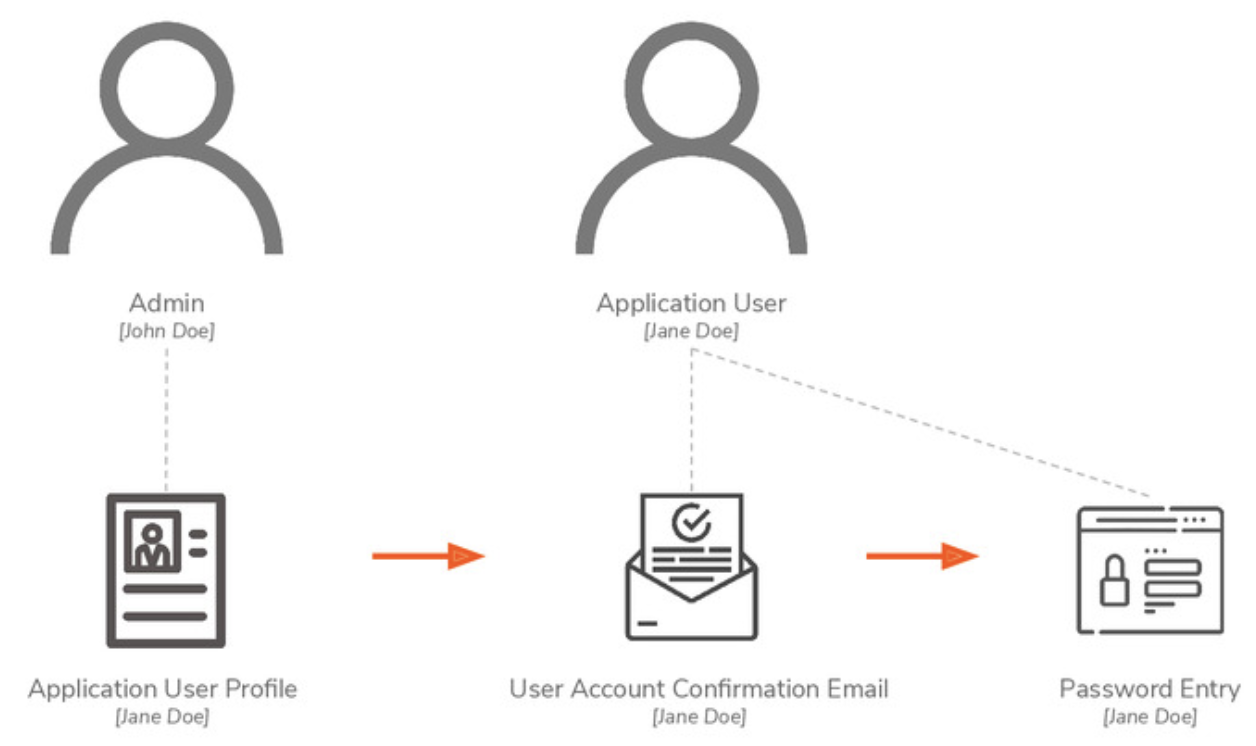 Admin
[John Doe]
Application User
[Jane Doe]
Application User Profile
[Jane Doe]
User Account Confirmation Email
[Jane Doe]
Password Entry
[Jane Doe]